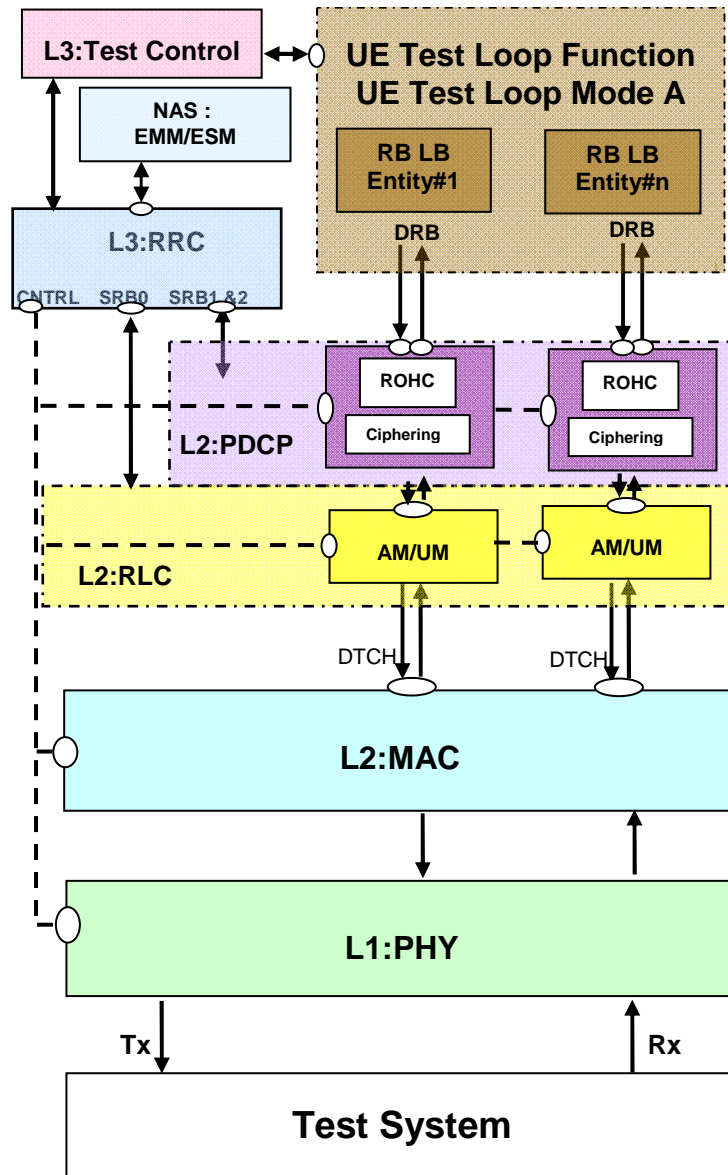 L3:Test Control
UE Test Loop Function
UE Test Loop Mode A
NAS :
EMM/ESM
RB LB
Entity#1
RB LB
Entity#n
DRB
DRB
L3:RRC
CNTRL
SRB0
SRB1 &2
ROHC
Ciphering
ROHC
Ciphering
L2:PDCP
AM/UM
AM/UM
L2:RLC
DTCH
DTCH
L2:MAC
L1:PHY
Tx
Rx
Test System